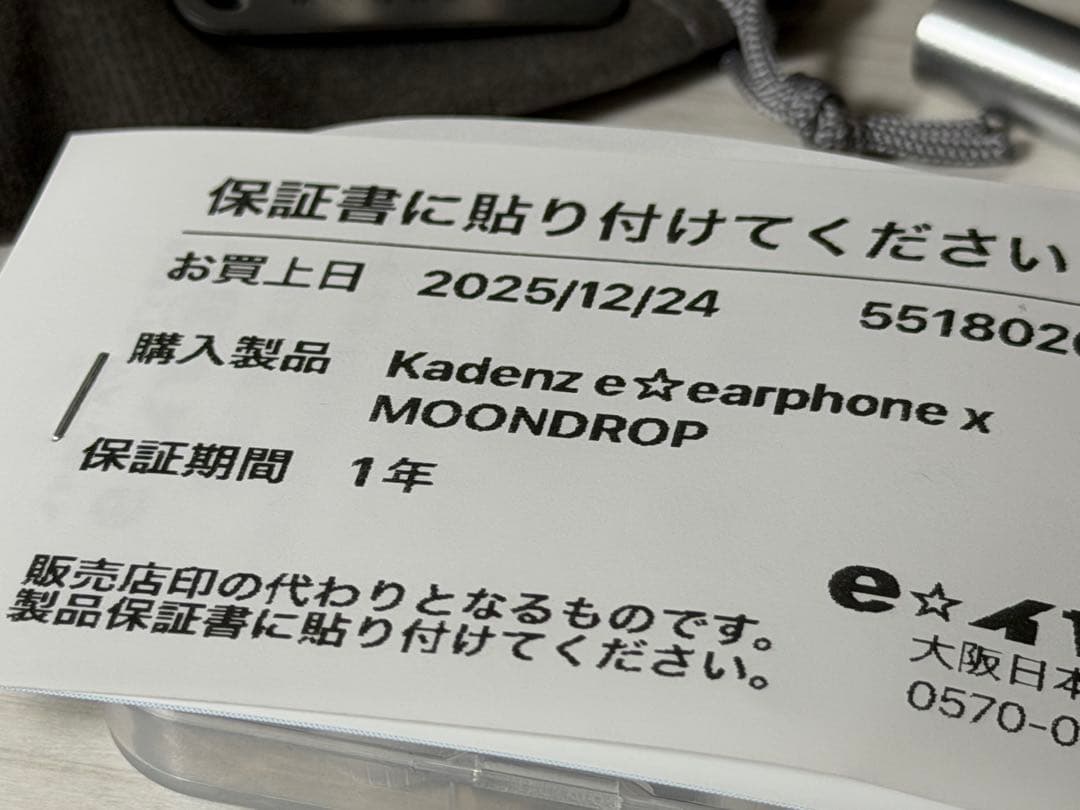 保証書に貼り付けてください
お買上日 2025/12/24 5518020
購入製品 Kadenz e☆earphone x
MOONDROP
保証期間 1年
販売店印の代わりとなるものです。
製品保証書に貼り付けてください。
e☆イヤ
大阪日本
0570-0